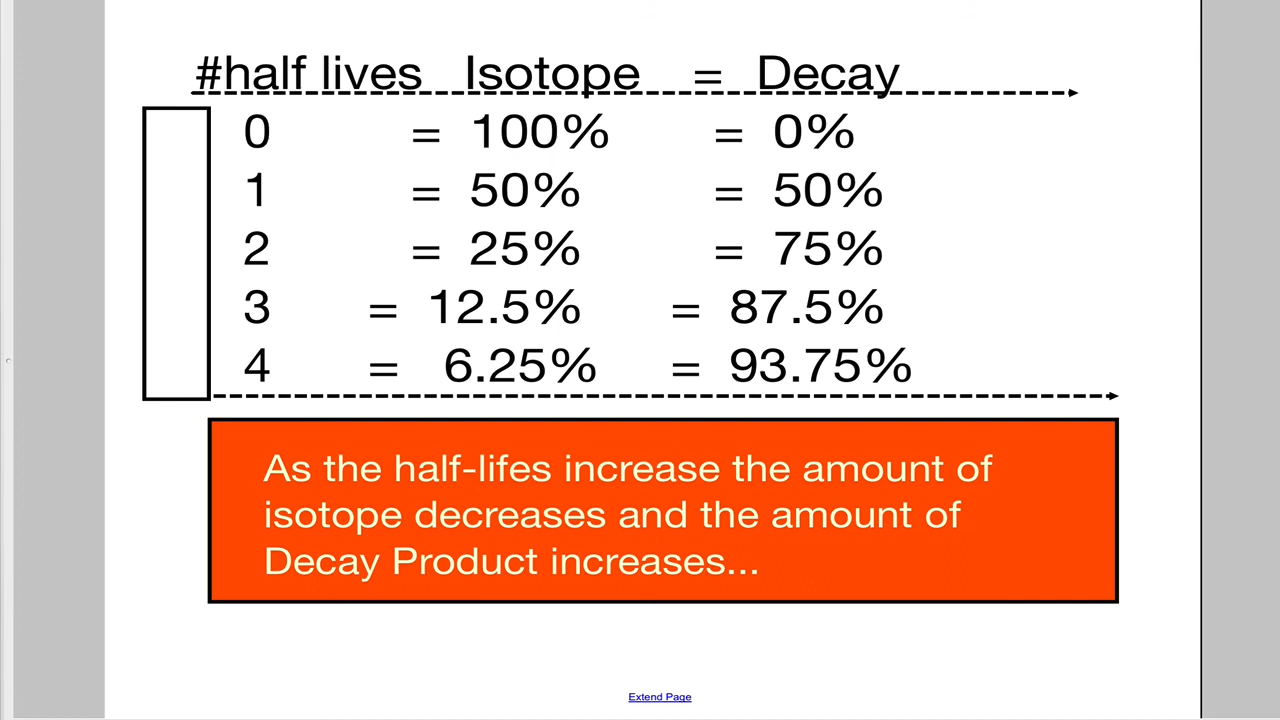 #half lives Isotope = Decay
0 = 100% = 0%
1 = 50% = 50%
2 = 25% = 75%
3 = 12.5% = 87.5%
4 = 6.25% = 93.75%
As the half-lifes increase the amount of
isotope decreases and the amount of
Decay Product increases...
Extend Page